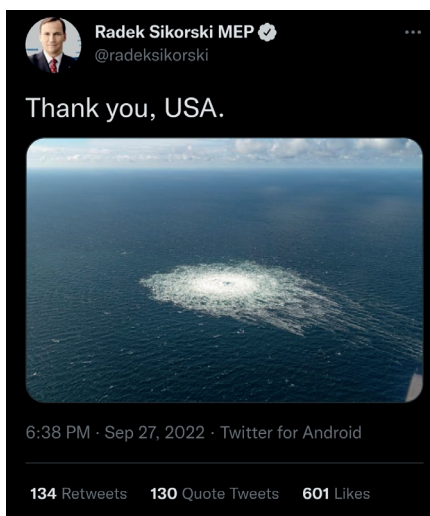 Radek Sikorski MEP
@radeksikorski
Thank you, USA.
6:38 PM · Sep 27, 2022 · Twitter for Android
134 Retweets 130 Quote Tweets 601 Likes